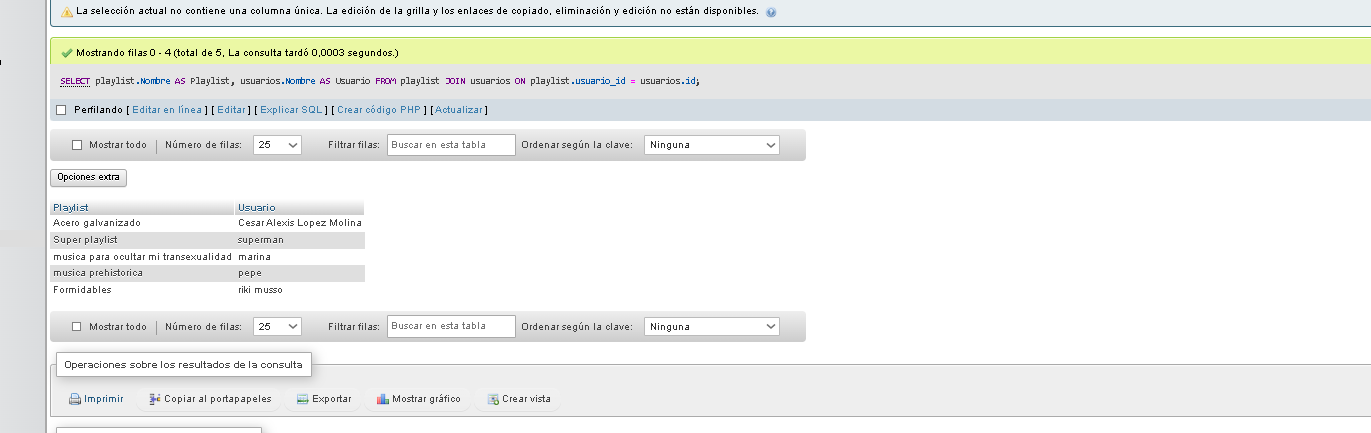 La selección actual no contiene una columna única. La edición de la grilla y los enlaces de copiado, eliminación y edición no están disponibles.
Mostrando filas 0 - 4 (total de 5, La consulta tardó 0,0003 segundos.)
SELECT playlist.Nombre AS Playlist, usuarios.Nombre AS Usuario FROM playlist JOIN usuarios ON playlist.usuario_id = usuarios.id;
Perfilando [ Editar en línea ] [ Editar ] [ Explicar SQL ] [ Crear código PHP ] [ Actualizar ]
Mostrar todo | Número de filas: 25 Filtrar filas: Buscar en esta tabla Ordenar según la clave: Ninguna
Opciones extra
Playlist Usuario
Acero galvanizado Cesar Alexis Lopez Molina
Super playlist superman
musica para ocultar mi transexualidad marina
musica prehistorica pepe
Formidables riki musso
Mostrar todo | Número de filas: 25 Filtrar filas: Buscar en esta tabla Ordenar según la clave: Ninguna
Operaciones sobre los resultados de la consulta
Imprimir Copiar al portapapeles Exportar Mostrar gráfico Crear vista